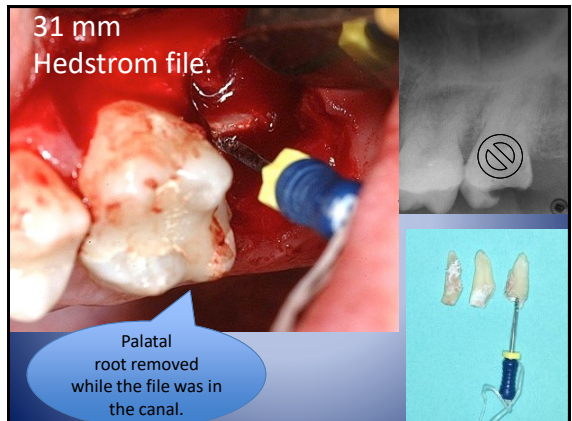 31 mm
Hedstrom file.
Palatal
root removed
while the file was in
the canal.